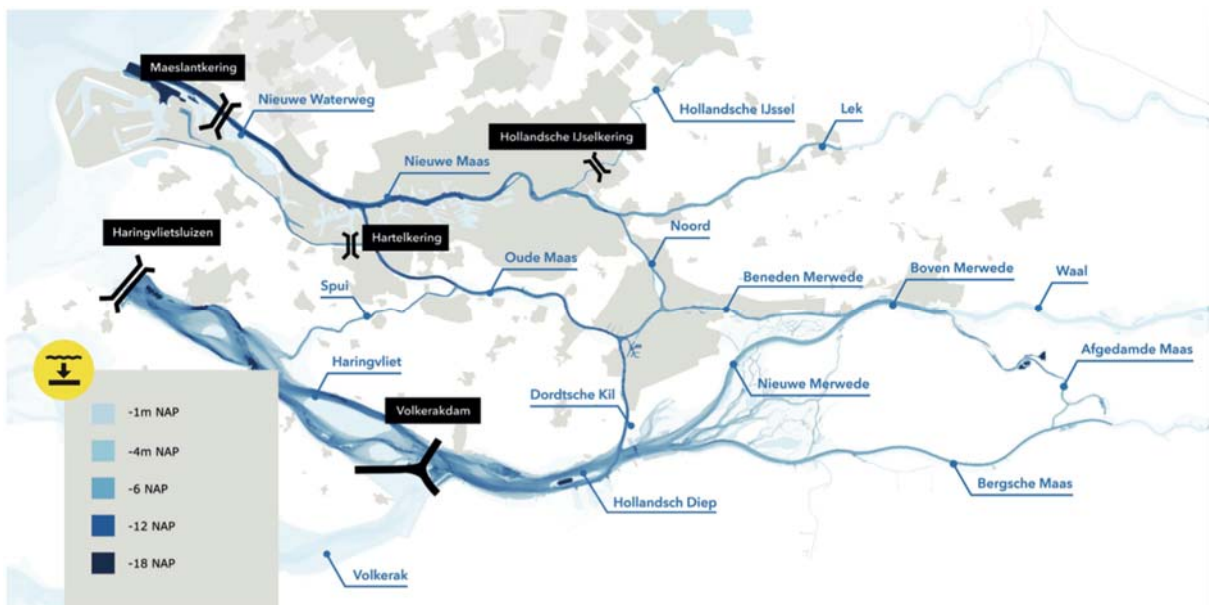 Maeslantkering
Nieuwe Waterweg
Hollandsche IJssel
Lek
Hollandsche IJselkering
Nieuwe Maas
Haringvlietsluizen
Hartelkering
Noord
Oude Maas
Beneden Merwede
Boven Merwede
Waal
Spui
Afgedamde Maas
Haringvliet
Nieuwe Merwede
Dordtsche Kil
Volkerakdam
-1m NAP
-4m NAP
-6 NAP
-12 NAP
-18 NAP
Bergsche Maas
Hollandsch Diep
Volkerak